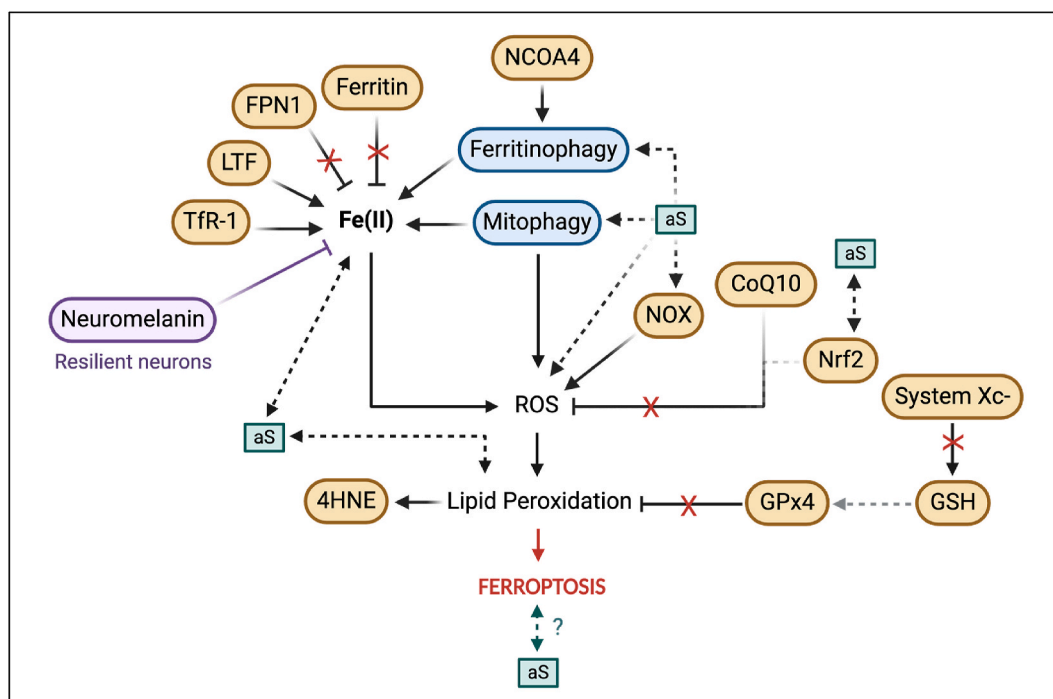 NCOA4
Ferritin
FPN1
Ferritinophagy
LTF
TfR-1
Fe(II)
Mitophagy
aS
aS
CoQ10
Neuromelanin
NOX
Resilient neurons
Nrf2
System Xc-
ROS
aS
4HNE
Lipid Peroxidation
GPx4
GSH
FERROPTOSIS
?
aS